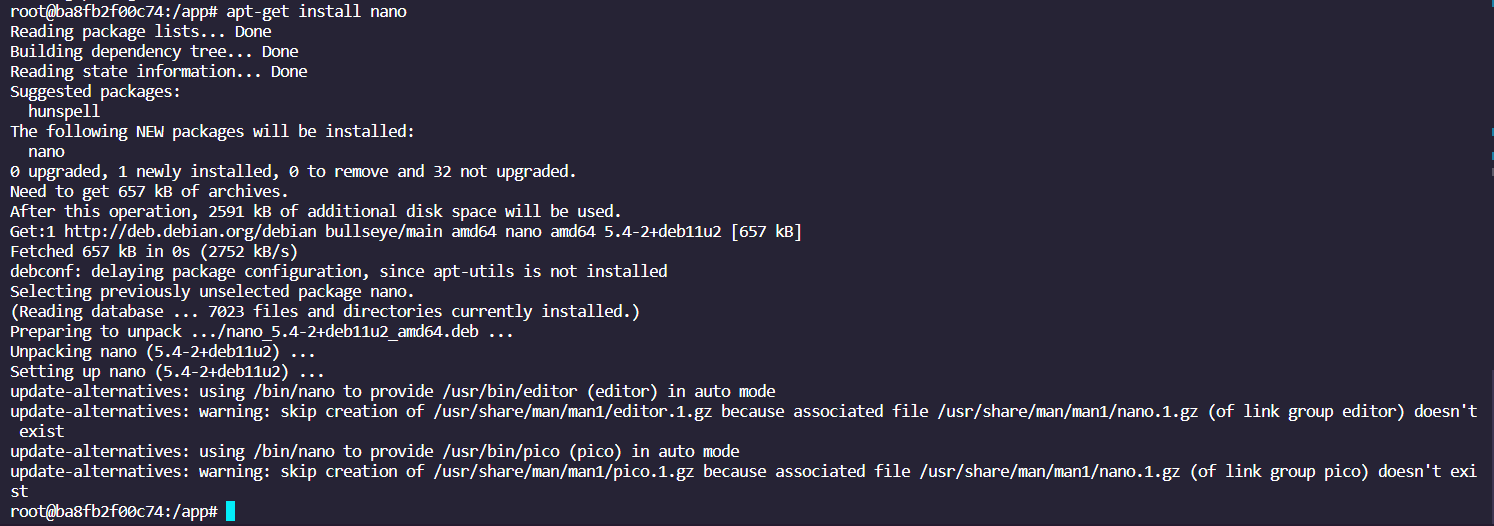 root@ba8fb2f00c74:/app# apt-get install nano
Reading package lists... Done
Building dependency tree... Done
Reading state information... Done
Suggested packages:
  hunspell
The following NEW packages will be installed:
  nano
0 upgraded, 1 newly installed, 0 to remove and 32 not upgraded.
Need to get 657 kB of archives.
After this operation, 2591 kB of additional disk space will be used.
Get:1 http://deb.debian.org/debian bullseye/main amd64 nano amd64 5.4-2+deb11u2 [657 kB]
Fetched 657 kB in 0s (2752 kB/s)
debconf: delaying package configuration, since apt-utils is not installed
Selecting previously unselected package nano.
(Reading database ... 7023 files and directories currently installed.)
Preparing to unpack .../nano_5.4-2+deb11u2_amd64.deb ...
Unpacking nano (5.4-2+deb11u2) ...
Setting up nano (5.4-2+deb11u2) ...
update-alternatives: using /bin/nano to provide /usr/bin/editor (editor) in auto mode
update-alternatives: warning: skip creation of /usr/share/man/man1/editor.1.gz because associated file /usr/share/man/man1/nano.1.gz (of link group editor) doesn't
 exist
update-alternatives: using /bin/nano to provide /usr/bin/pico (pico) in auto mode
update-alternatives: warning: skip creation of /usr/share/man/man1/pico.1.gz because associated file /usr/share/man/man1/nano.1.gz (of link group pico) doesn't exi
st
root@ba8fb2f00c74:/app#